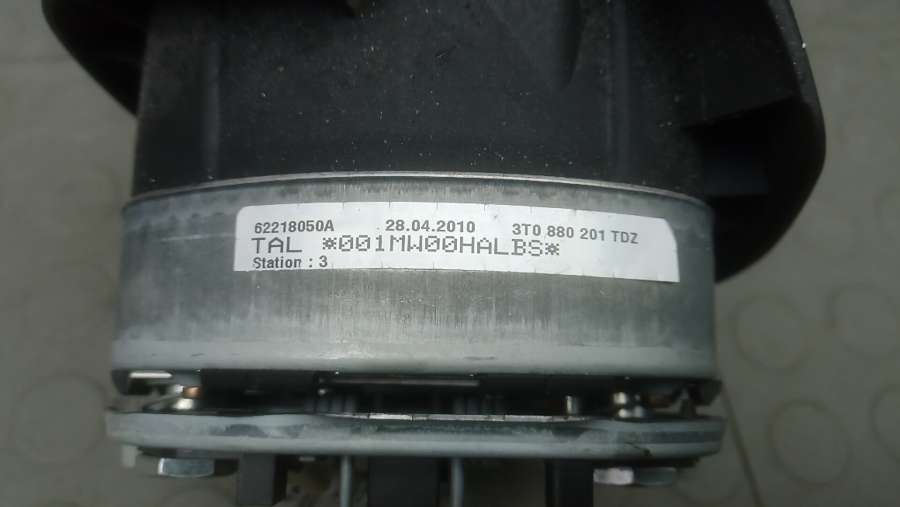 62218050A 28.04.2010 3T0 880 201 TDZ
TAL *001MW00HALBS*
Station : 3